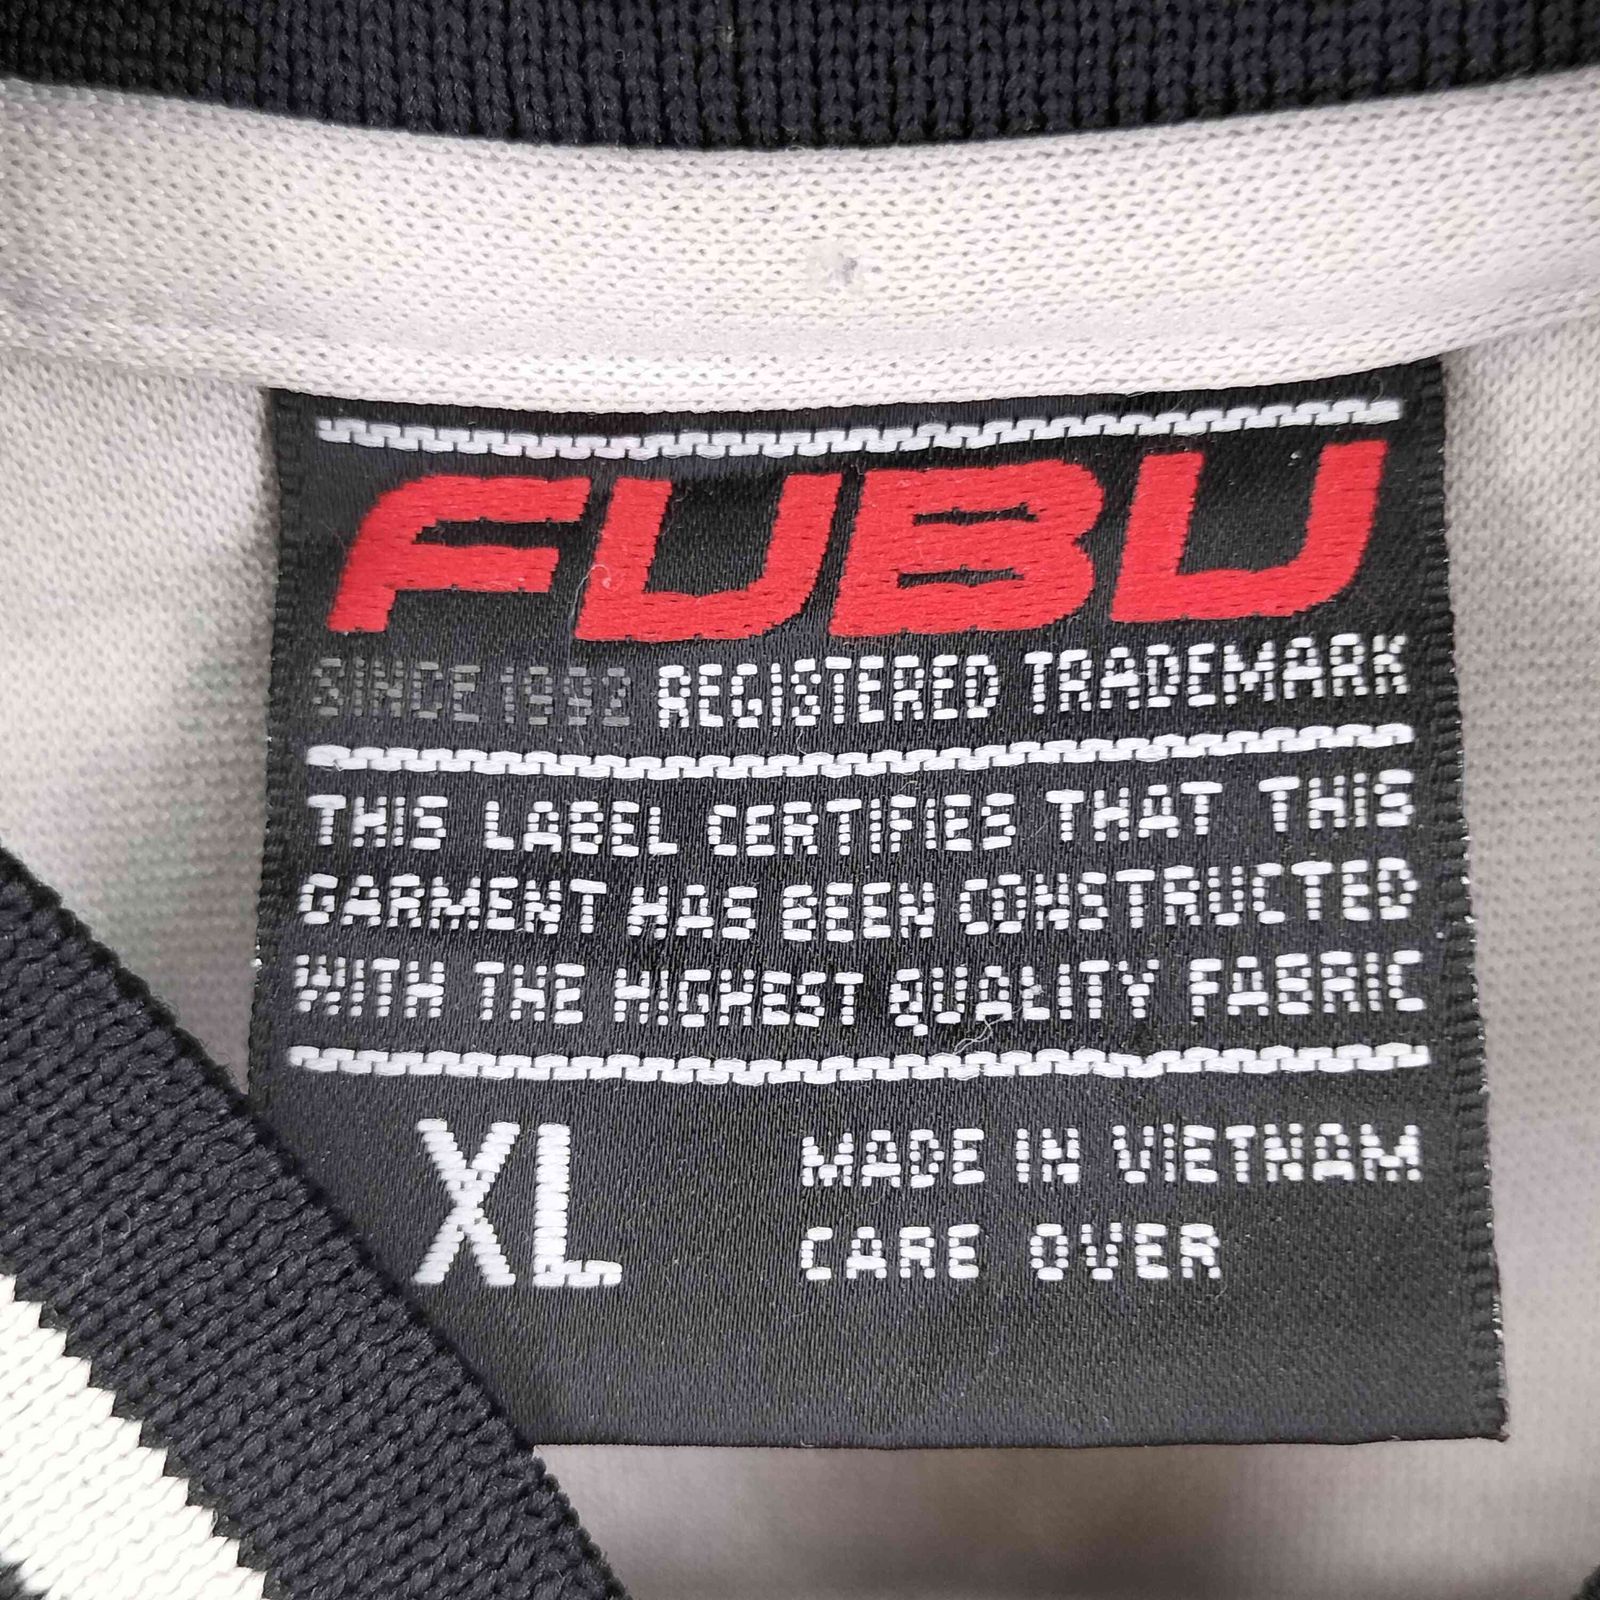 FUBU
SINCE 1992 REGISTERED TRADEMARK
THIS LABEL CERTIFIES THAT THIS
GARMENT HAS BEEN CONSTRUCTED
WITH THE HIGHEST QUALITY FABRIC
XL MADE IN VIETNAM
CARE OVER